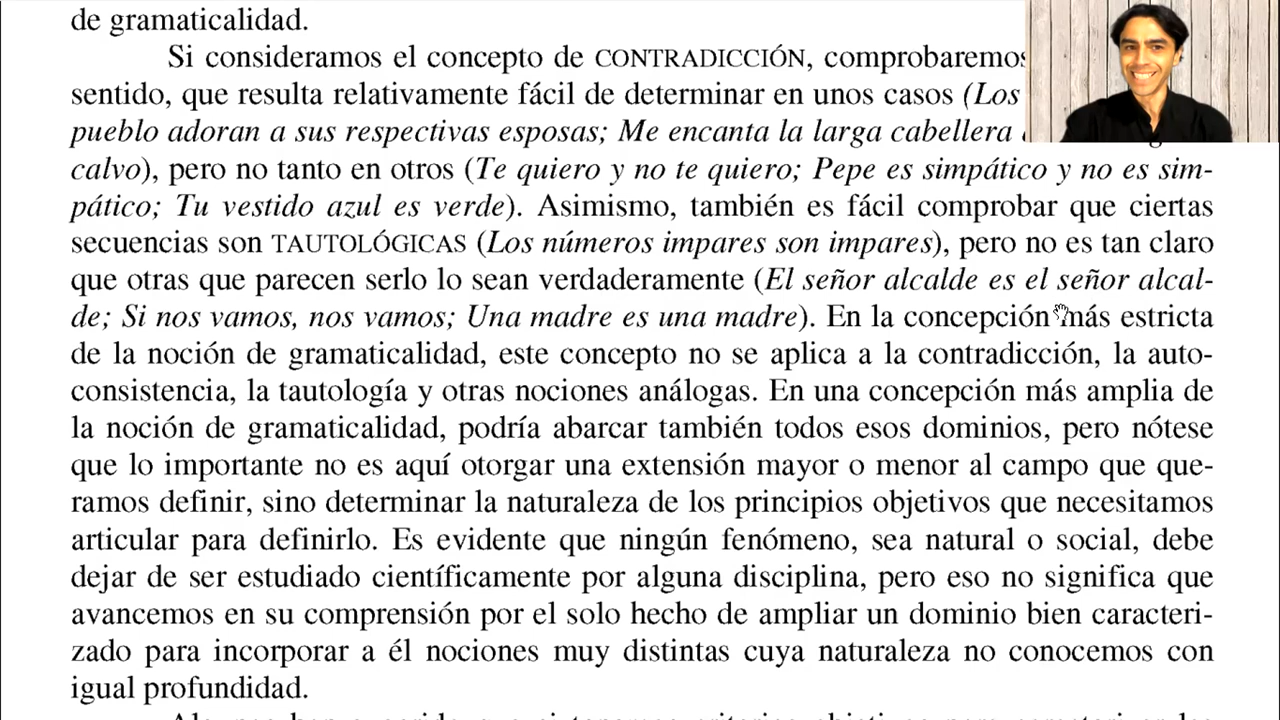 de gramaticalidad.
Si consideramos el concepto de CONTRADICCIÓN, comprobaremos
sentido, que resulta relativamente fácil de determinar en unos casos (Los
pueblo adoran a sus respectivas esposas; Me encanta la larga cabellera
calvo), pero no tanto en otros (Te quiero y no te quiero; Pepe es simpático y no es sim-
pático; Tu vestido azul es verde). Asimismo, también es fácil comprobar que ciertas
secuencias son TAUTOLÓGICAS (Los números impares son impares), pero no es tan claro
que otras que parecen serlo lo sean verdaderamente (El señor alcalde es el señor alcal-
de; Si nos vamos, nos vamos; Una madre es una madre). En la concepción más estricta
de la noción de gramaticalidad, este concepto no se aplica a la contradicción, la auto-
consistencia, la tautología y otras nociones análogas. En una concepción más amplia de
la noción de gramaticalidad, podría abarcar también todos esos dominios, pero nótese
que lo importante no es aquí otorgar una extensión mayor o menor al campo que que-
ramos definir, sino determinar la naturaleza de los principios objetivos que necesitamos
articular para definirlo. Es evidente que ningún fenómeno, sea natural o social, debe
dejar de ser estudiado científicamente por alguna disciplina, pero eso no significa que
avancemos en su comprensión por el solo hecho de ampliar un dominio bien caracteri-
zado para incorporar a él nociones muy distintas cuya naturaleza no conocemos con
igual profundidad.